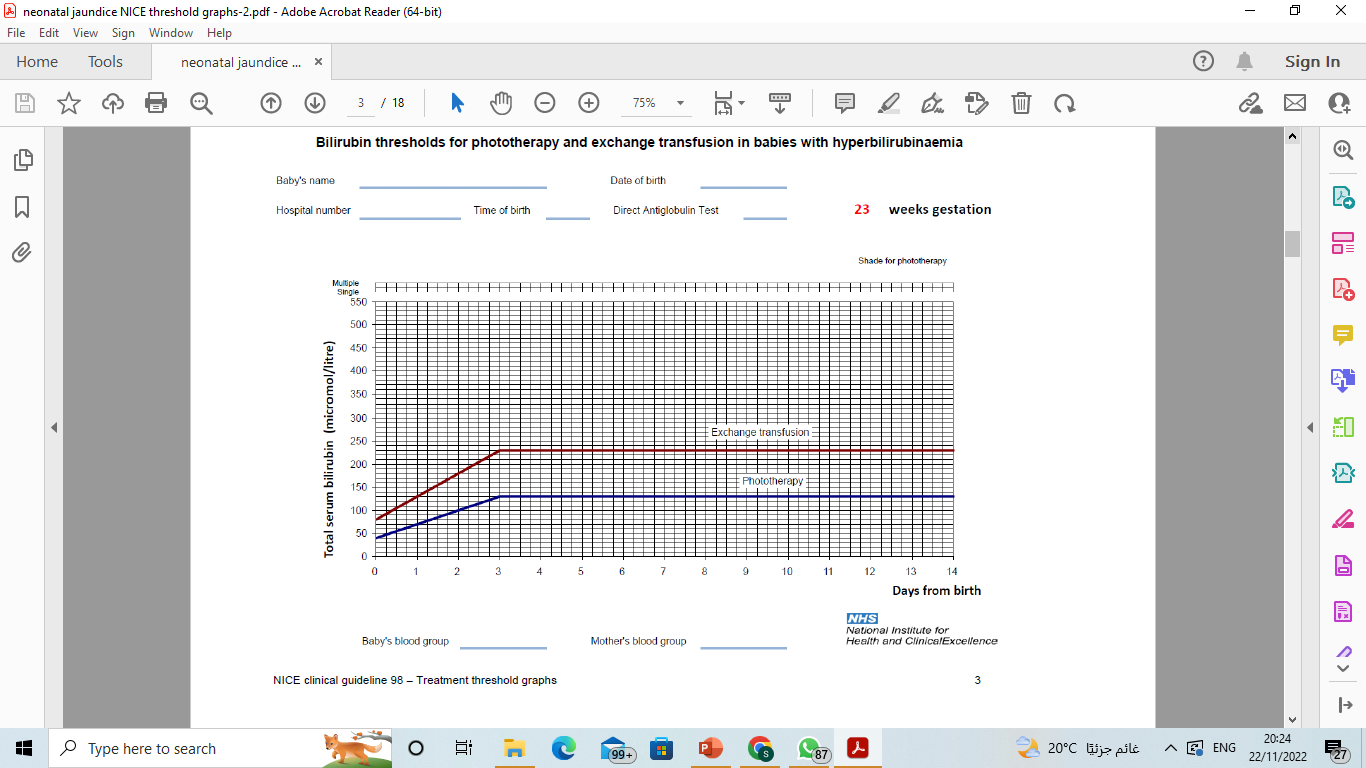 neonatal jaundice NICE threshold graphs-2.pdf - Adobe Acrobat Reader (64-bit)
File Edit View Sign Window Help
Home Tools neonatal jaundice ... × Sign In
3 / 18 75%
Bilirubin thresholds for phototherapy and exchange transfusion in babies with hyperbilirubinaemia
Baby's name Date of birth
Hospital number Time of birth Direct Antiglobulin Test 23 weeks gestation
Shade for phototherapy
Multiple
Single
Total serum bilirubin (micromol/litre)
550
500
450
400
350
300
250
200
150
100
50
0
Exchange transfusion
Phototherapy
0 1 2 3 4 5 6 7 8 9 10 11 12 13 14
Days from birth
NHS
National Institute for
Health and ClinicalExcellence
Baby's blood group Mother's blood group
NICE clinical guideline 98 – Treatment threshold graphs 3
Type here to search 99+ 87 20°C غائم جزئيًا ENG 20:24
22/11/2022 27